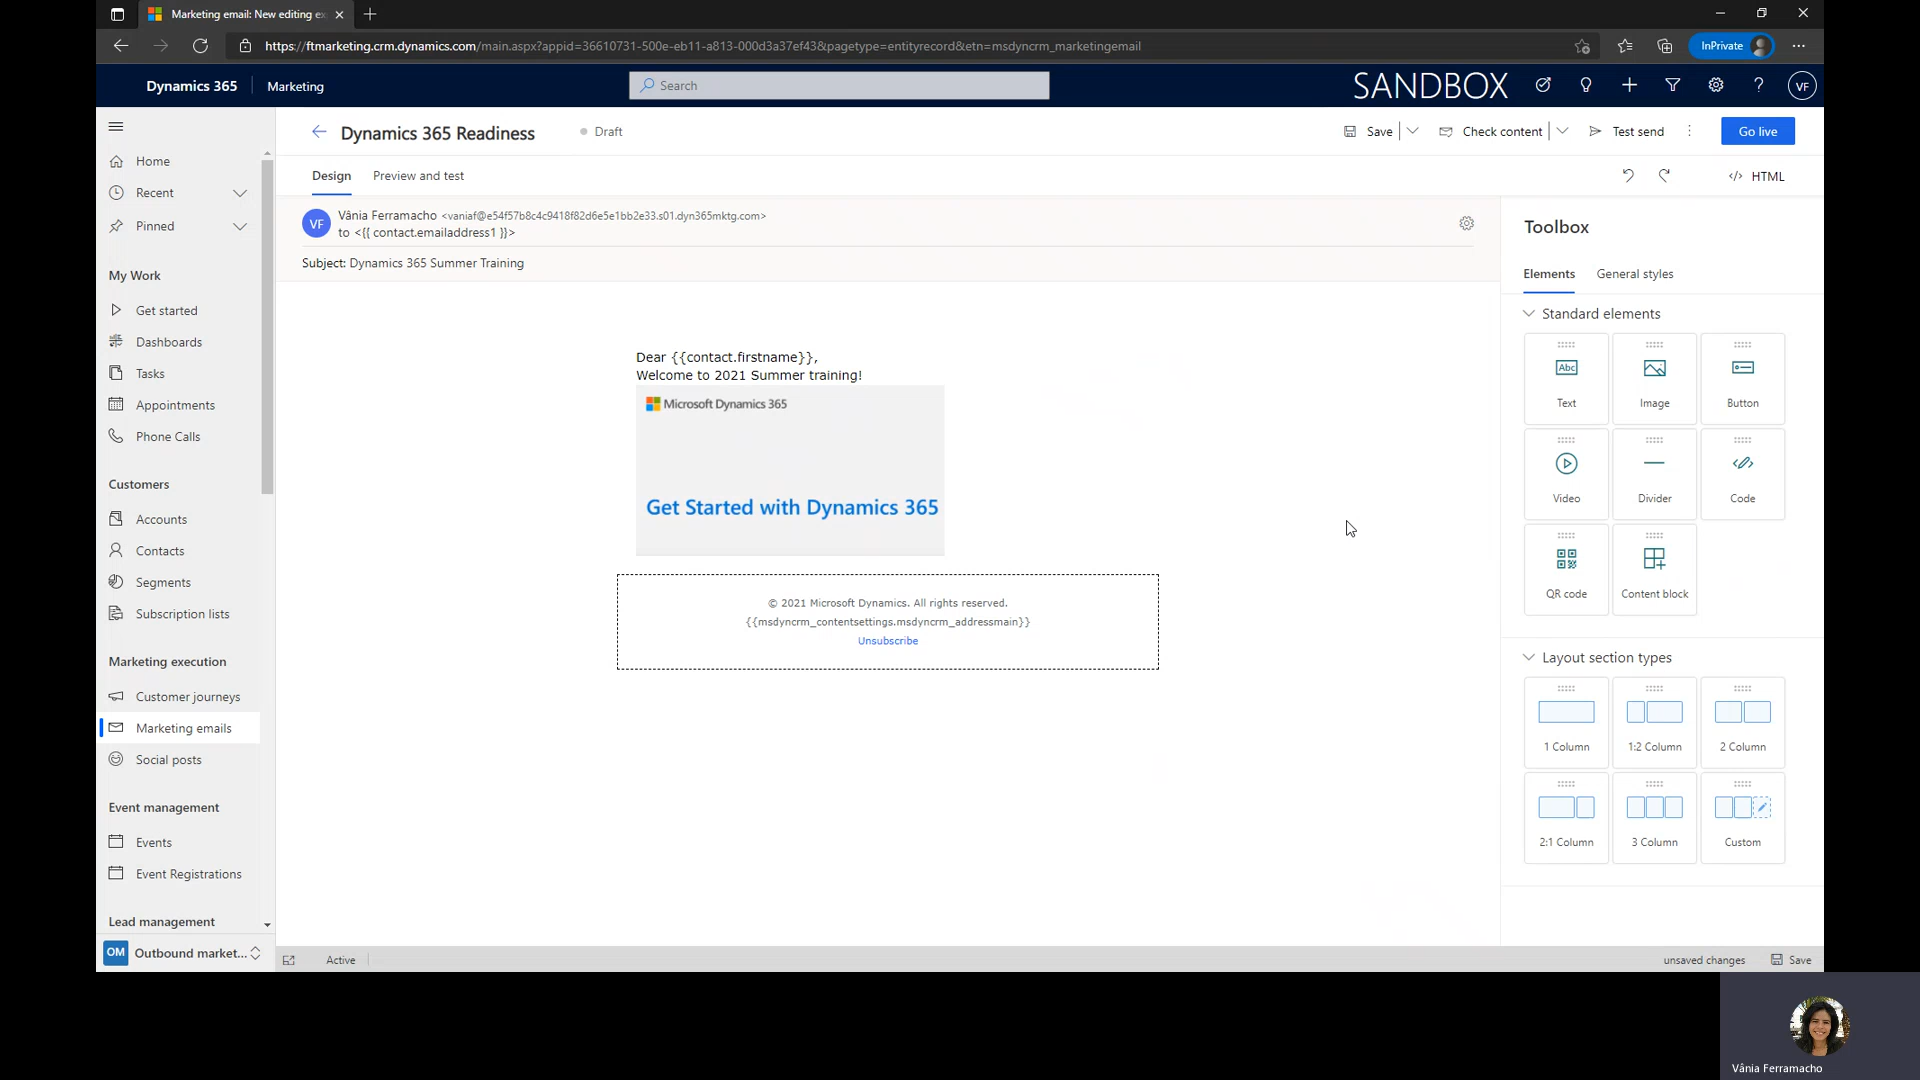 Marketing email: New editing ex
https://ftmarketing.crm.dynamics.com/main.aspx?appid=36610731-500e-eb11-a813-000d3a37ef43&pagetype=entityrecord&etn=msdyncrm_marketingemail
InPrivate
Dynamics 365
Marketing
Search
SANDBOX
VF
Dynamics 365 Readiness
Draft
Save
Check content
Test send
Go live
Home
Recent
Pinned
My Work
Get started
Dashboards
Tasks
Appointments
Phone Calls
Customers
Accounts
Contacts
Segments
Subscription lists
Marketing execution
Customer journeys
Marketing emails
Social posts
Event management
Events
Event Registrations
Lead management
OM Outbound market...
Design
Preview and test
HTML
VF
Vânia Ferramacho <vaniaf@e54f57b8c4c9418f82d6e5e1bb2e33.s01.dyn365mktg.com>
to <{{ contact.emailaddress1 }}>
Subject: Dynamics 365 Summer Training
Dear {{contact.firstname}},
Welcome to 2021 Summer training!
Microsoft Dynamics 365
Get Started with Dynamics 365
© 2021 Microsoft Dynamics. All rights reserved.
{{msdyncrm_contentsettings.msdyncrm_addressmain}}
Unsubscribe
Toolbox
Elements
General styles
Standard elements
Abc
Text
Image
Button
Video
Divider
Code
QR code
Content block
Layout section types
1 Column
1:2 Column
2 Column
2:1 Column
3 Column
Custom
Active
unsaved changes
Save
Vânia Ferramacho